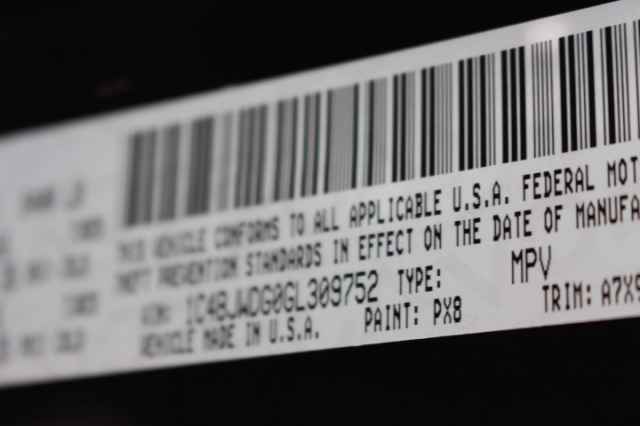 THIS VEHICLE CONFORMS TO ALL APPLICABLE U.S.A. FEDERAL MOT
THEFT PREVENTION STANDARDS IN EFFECT ON THE DATE OF MANUFA
VIN: 1C4BJWDG0GL309752 TYPE: MPV
VEHICLE MADE IN U.S.A. PAINT: PX8 TRIM: A7X9